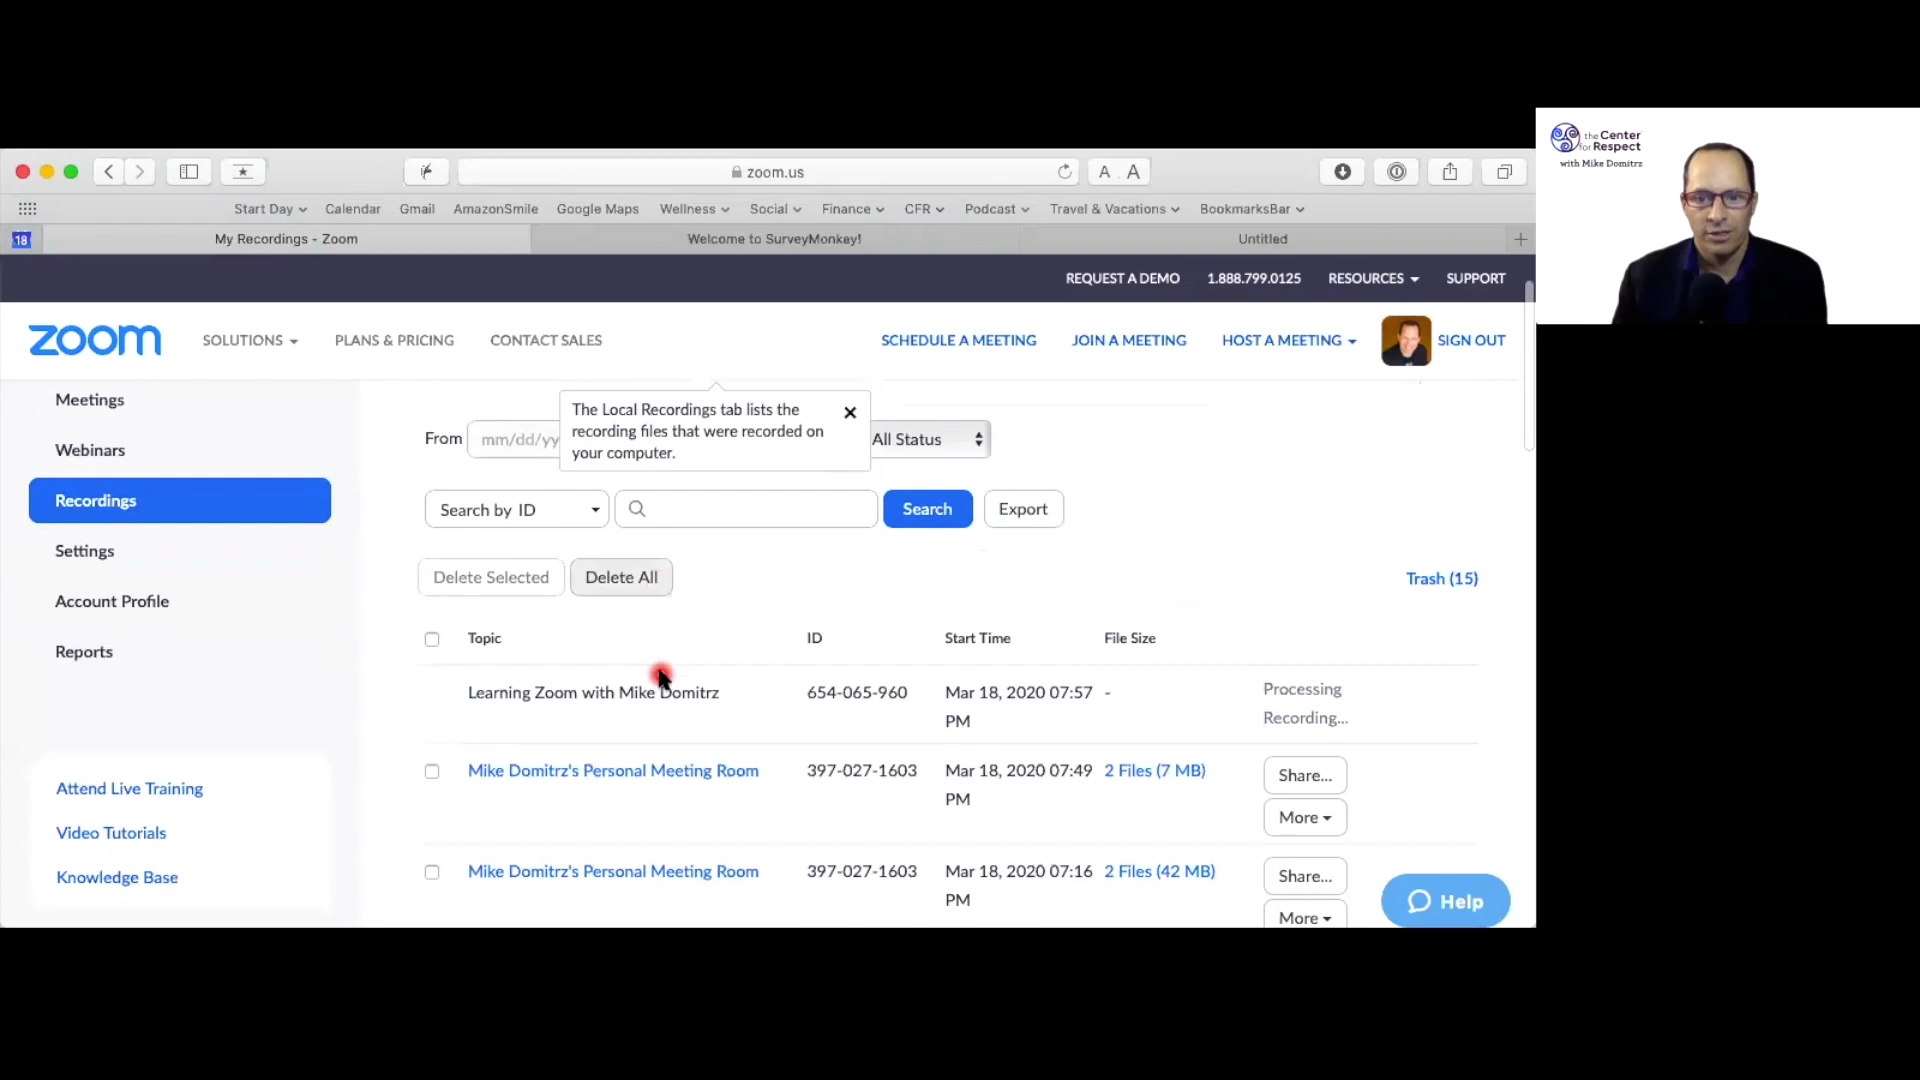 the Center
for Respect
with Mike Domitrz
zoom.us
A A
Start Day Calendar Gmail AmazonSmile Google Maps Wellness Social Finance CFR Podcast Travel & Vacations BookmarksBar
18 My Recordings - Zoom Welcome to SurveyMonkey! Untitled
REQUEST A DEMO 1.888.799.0125 RESOURCES SUPPORT
zoom SOLUTIONS PLANS & PRICING CONTACT SALES SCHEDULE A MEETING JOIN A MEETING HOST A MEETING SIGN OUT
Meetings
Webinars
Recordings
Settings
Account Profile
Reports
Attend Live Training
Video Tutorials
Knowledge Base
The Local Recordings tab lists the
recording files that were recorded on
your computer.
From mm/dd/yy All Status
Search by ID Search Export
Delete Selected Delete All Trash (15)
Topic ID Start Time File Size
Learning Zoom with Mike Domitrz 654-065-960 Mar 18, 2020 07:57 - Processing
PM Recording...
Mike Domitrz's Personal Meeting Room 397-027-1603 Mar 18, 2020 07:49 2 Files (7 MB) Share...
PM More
Mike Domitrz's Personal Meeting Room 397-027-1603 Mar 18, 2020 07:16 2 Files (42 MB) Share...
PM More
Help